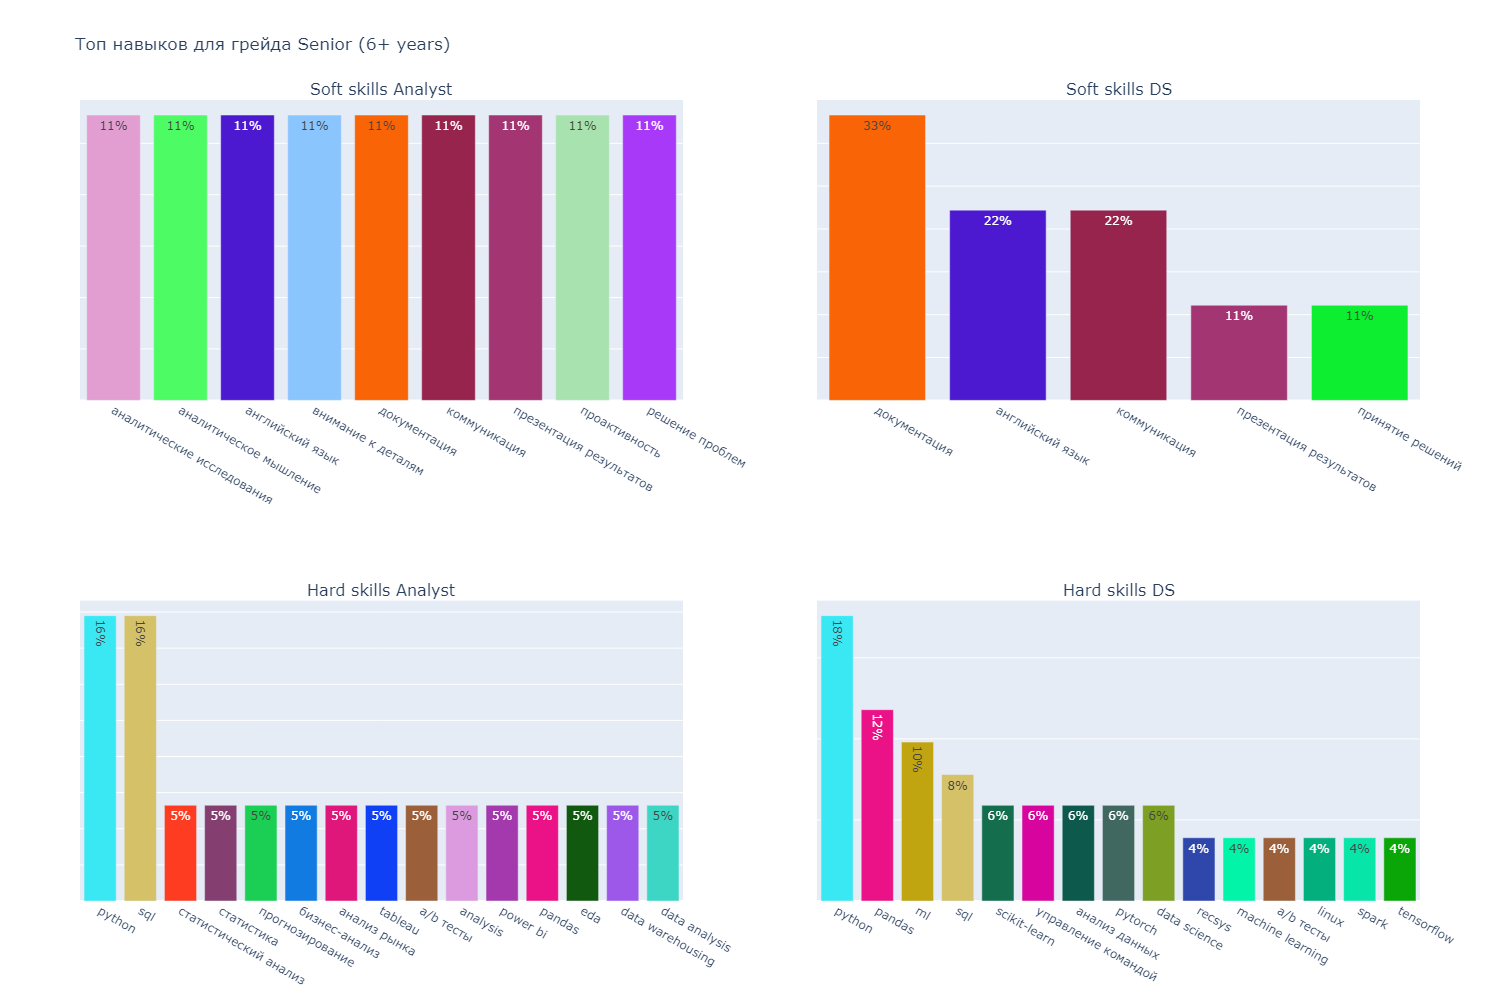 Топ навыков для грейда Senior (6+ years)
Soft skills Analyst
11%
11%
11%
11%
11%
11%
11%
11%
11%
аналитические исследования
аналитическое мышление
английский язык
внимание к деталям
документация
коммуникация
презентация результатов
проактивность
решение проблем
Soft skills DS
33%
22%
22%
11%
11%
документация
английский язык
коммуникация
презентация результатов
принятие решений
Hard skills Analyst
16%
16%
5%
5%
5%
5%
5%
5%
5%
5%
5%
5%
5%
5%
5%
python
sql
статистический анализ
статистика
прогнозирование
бизнес-анализ
анализ рынка
tableau
a/b тесты
analysis
power bi
pandas
eda
data warehousing
data analysis
Hard skills DS
18%
12%
10%
8%
6%
6%
6%
6%
6%
4%
4%
4%
4%
4%
4%
python
pandas
ml
sql
scikit-learn
управление командой
анализ данных
pytorch
data science
recsys
machine learning
a/b тесты
linux
spark
tensorflow